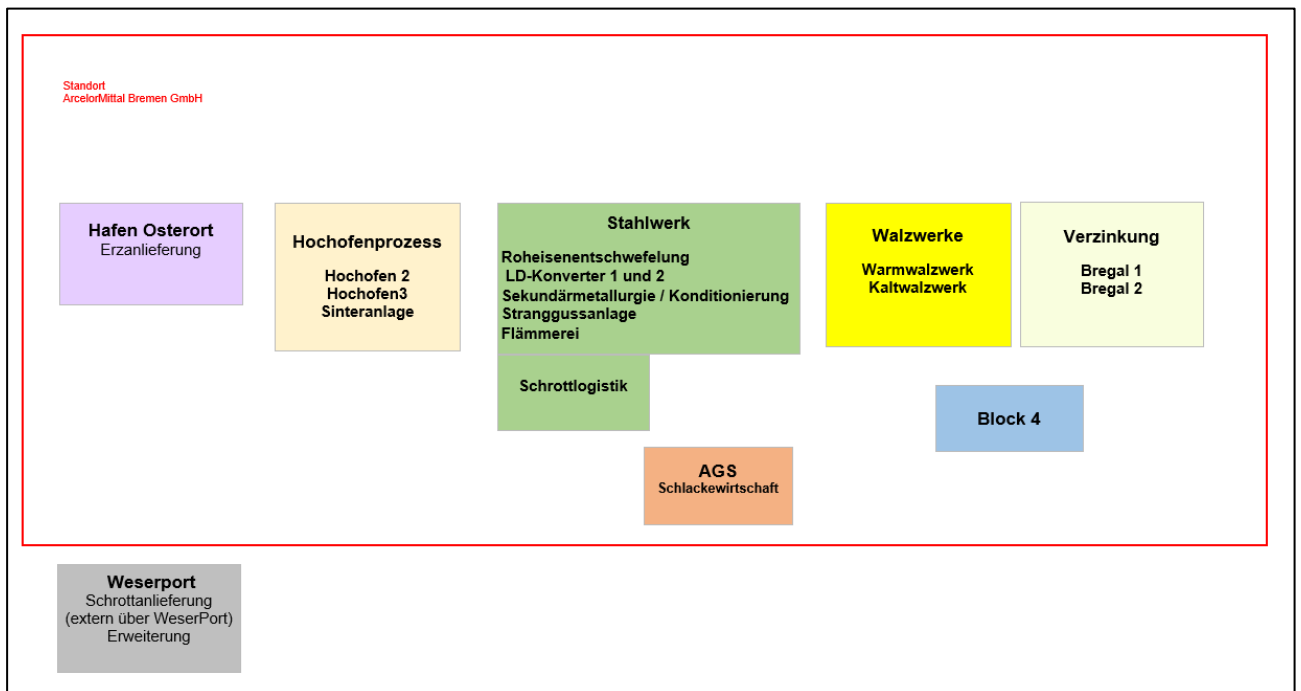 Standort
ArcelorMittal Bremen GmbH
Hafen Osterort
Erzanlieferung
Hochofenprozess
Hochofen 2
Hochofen3
Sinteranlage
Stahlwerk
Roheisenentschwefelung
LD-Konverter 1 und 2
Sekundärmetallurgie / Konditionierung
Stranggussanlage
Flämmerei
Schrottlogistik
AGS
Schlackewirtschaft
Walzwerke
Warmwalzwerk
Kaltwalzwerk
Verzinkung
Bregal 1
Bregal 2
Block 4
Weserport
Schrottanlieferung
(extern über WeserPort)
Erweiterung